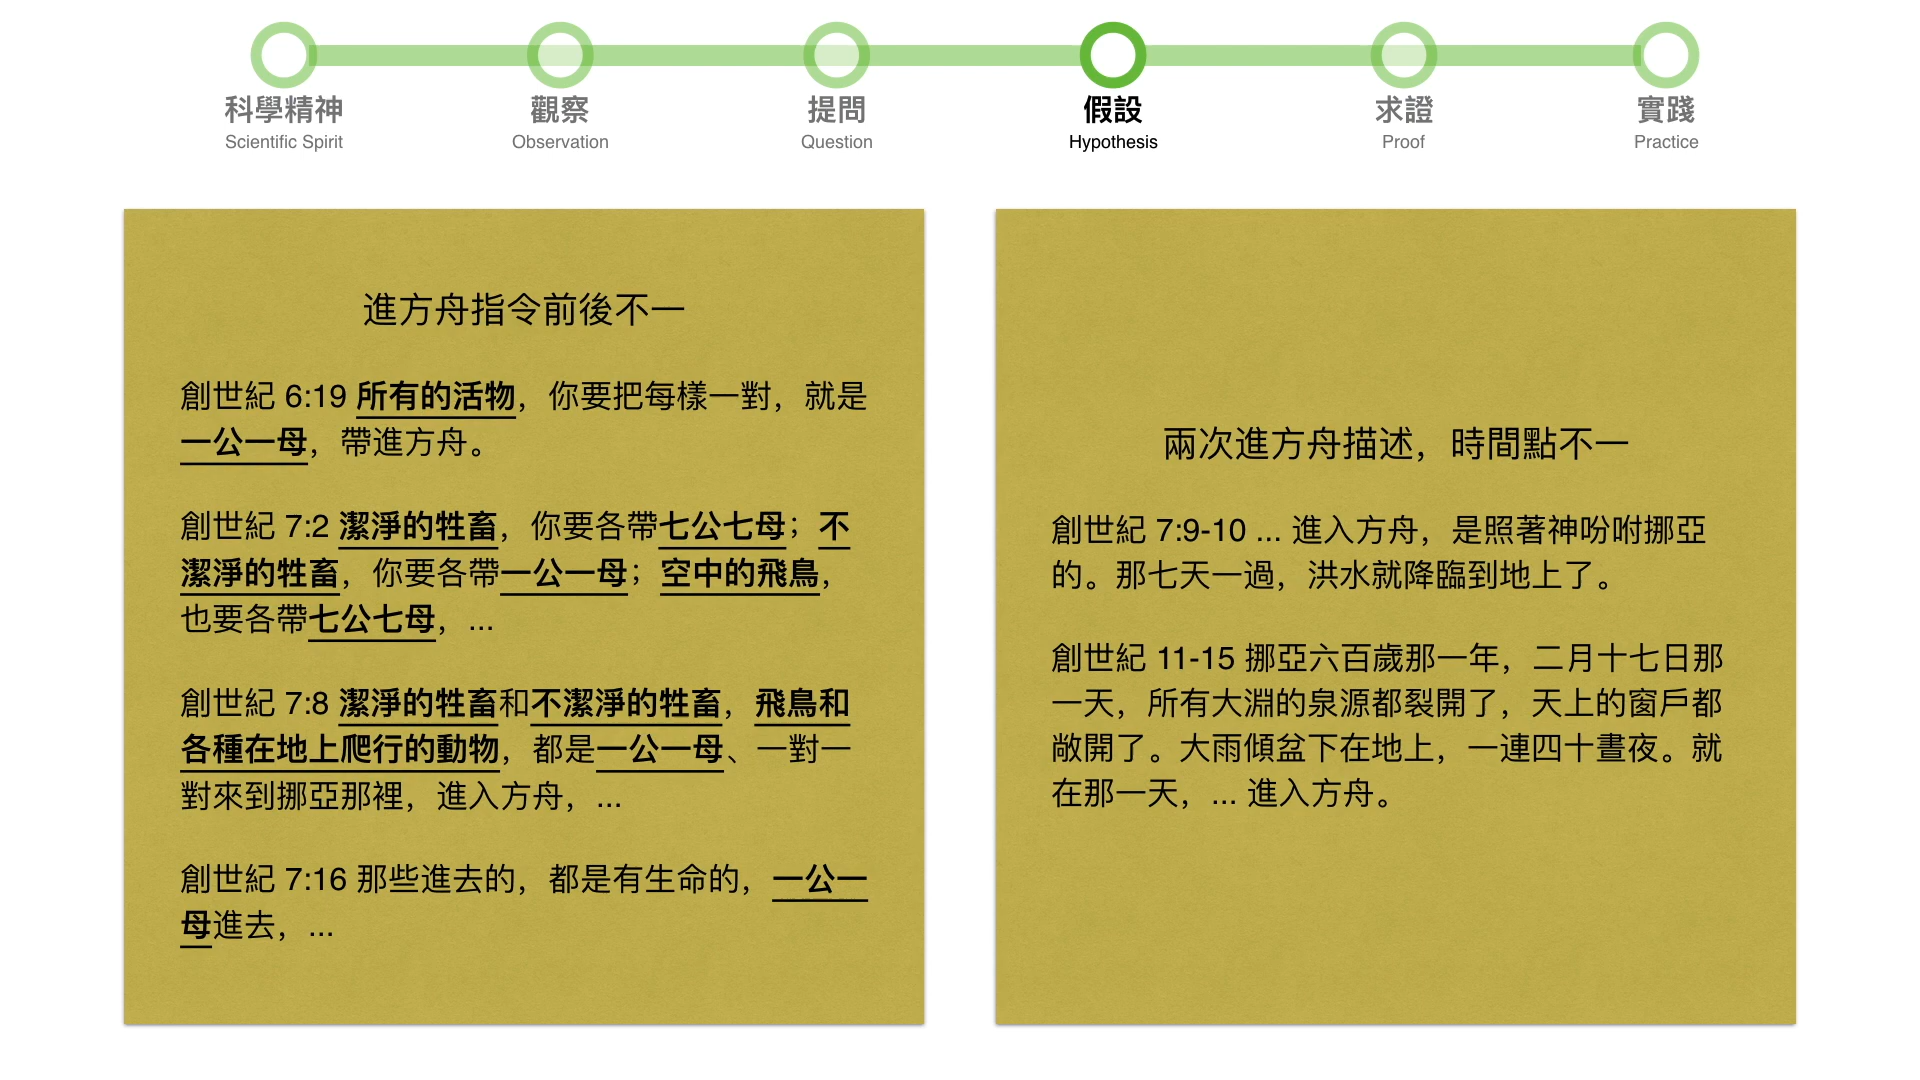 科學精神
Scientific Spirit
觀察
Observation
提問
Question
假設
Hypothesis
求證
Proof
實踐
Practice
進方舟指令前後不一
創世紀 6:19 所有的活物，你要把每樣一對，就是
一公一母，帶進方舟。
創世紀 7:2 潔淨的牲畜，你要各帶七公七母；不
潔淨的牲畜，你要各帶一公一母；空中的飛鳥，
也要各帶七公七母，...
創世紀 7:8 潔淨的牲畜和不潔淨的牲畜，飛鳥和
各種在地上爬行的動物，都是一公一母、一對一
對來到挪亞那裡，進入方舟，...
創世紀 7:16 那些進去的，都是有生命的，一公一
母進去，...
兩次進方舟描述，時間點不一
創世紀 7:9-10 ... 進入方舟，是照著神吩咐挪亞
的。那七天一過，洪水就降臨到地上了。
創世紀 11-15 挪亞六百歲那一年，二月十七日那
一天，所有大淵的泉源都裂開了，天上的窗戶都
敞開了。大雨傾盆下在地上，一連四十晝夜。就
在那一天，... 進入方舟。